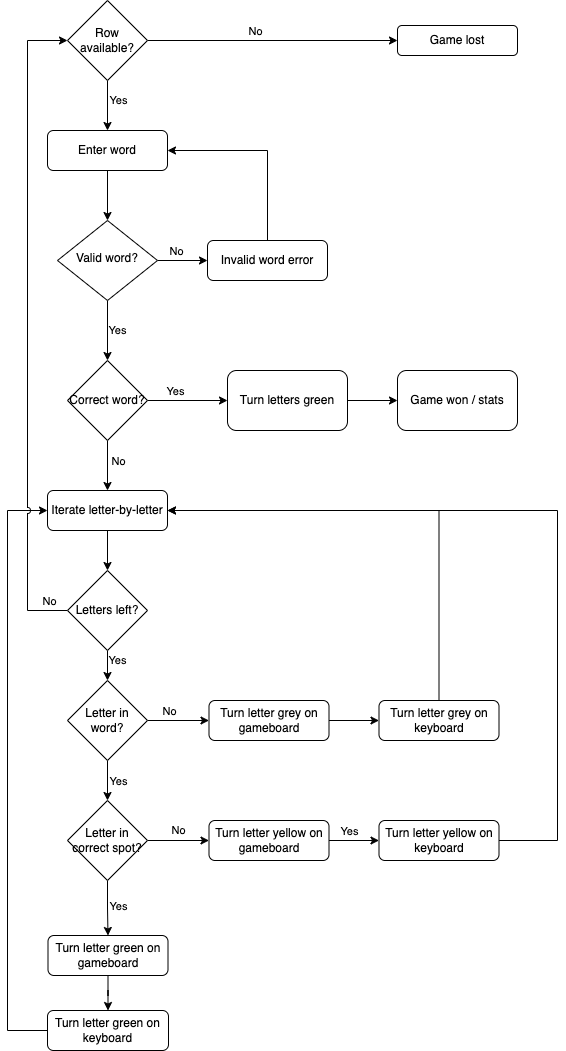 Row
available?
No
Game lost
Yes
Enter word
Valid word?
No
Invalid word error
Yes
Correct word?
Yes
Turn letters green
Game won / stats
No
Iterate letter-by-letter
No
Letters left?
Yes
Letter in
word?
No
Turn letter grey on
gameboard
Turn letter grey on
keyboard
Yes
Letter in
correct spot?
No
Turn letter yellow on
gameboard
Yes
Turn letter yellow on
keyboard
Yes
Turn letter green on
gameboard
Turn letter green on
keyboard